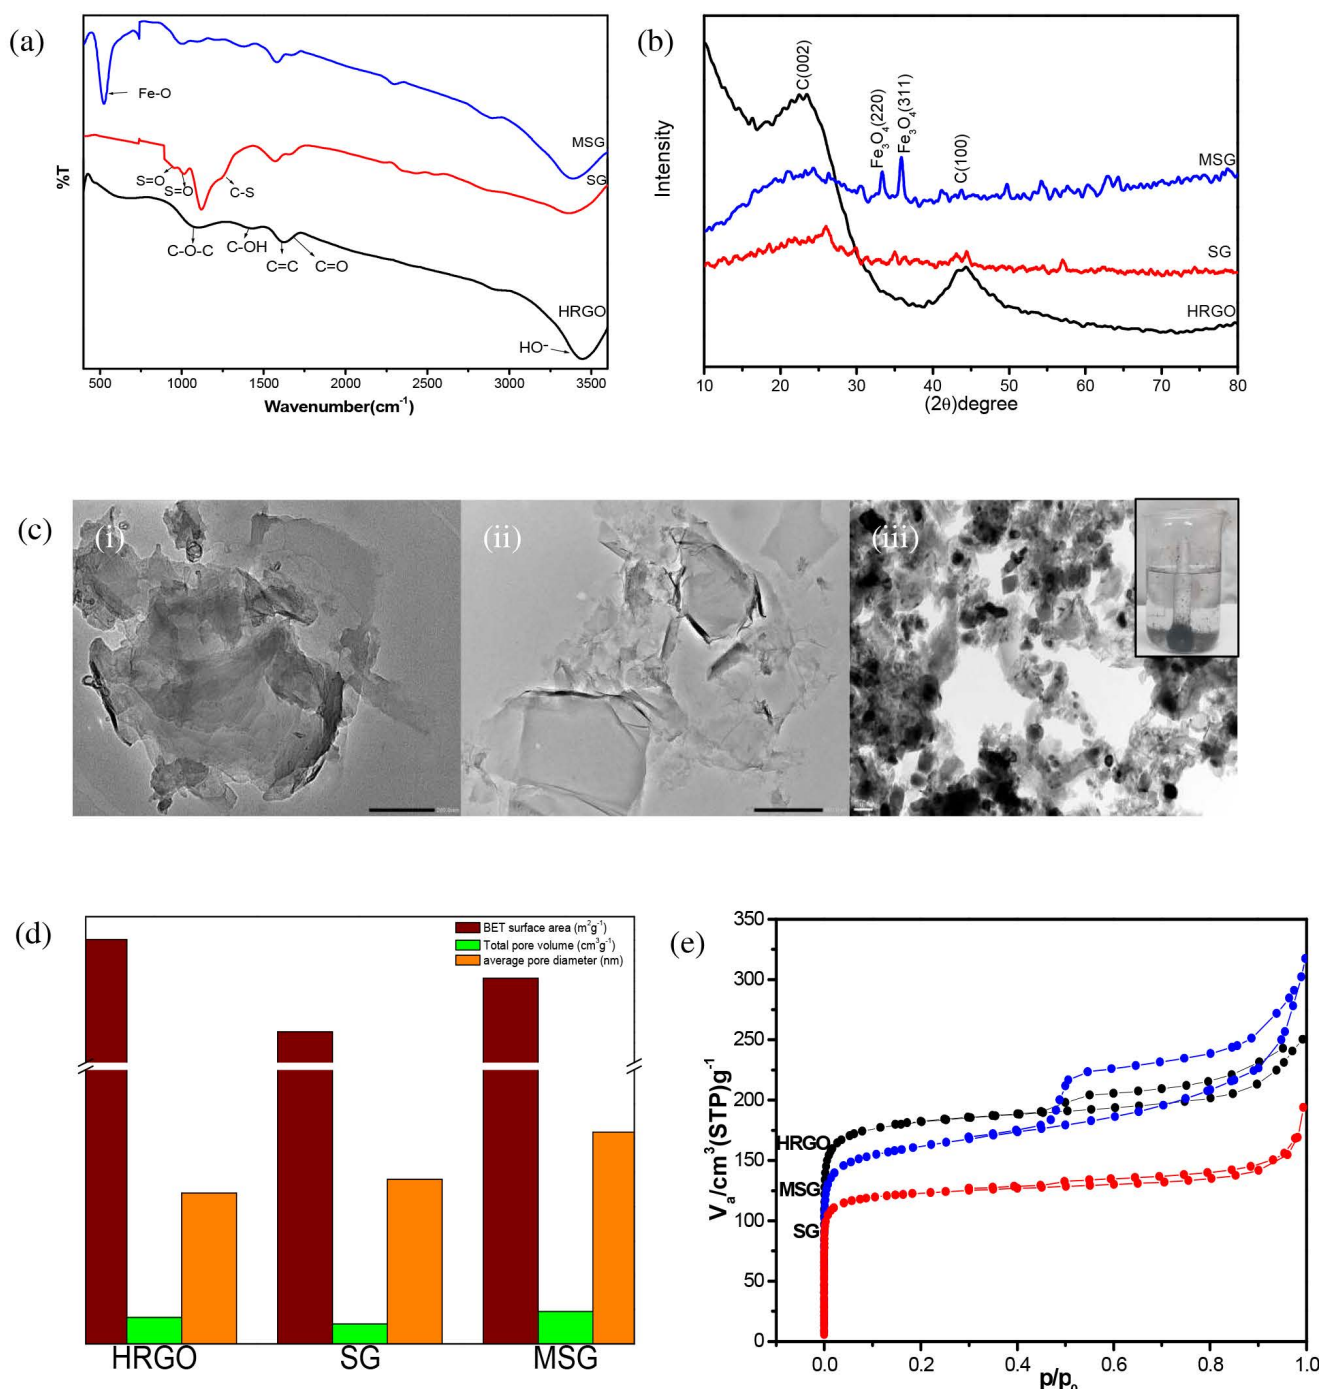 (a)
Fe-O
MSG
SG
S=O
S=O
C-S
C-O-C
C-OH
C=C
C=O
HRGO
HO-
%T
500 1000 1500 2000 2500 3000 3500
Wavenumber(cm-1)
(b)
C(002)
Fe3O4(220)
Fe3O4(311)
C(100)
MSG
SG
HRGO
Intensity
10 20 30 40 50 60 70 80
(2θ)degree
(c)
(i)
(ii)
(iii)
(d)
BET surface area (m2g-1)
Total pore volume (cm3g-1)
average pore diameter (nm)
HRGO SG MSG
(e)
350
300
250
200
150
100
50
0
HRGO
MSG
SG
Va/cm3(STP)g-1
0.0 0.2 0.4 0.6 0.8 1.0
p/p0